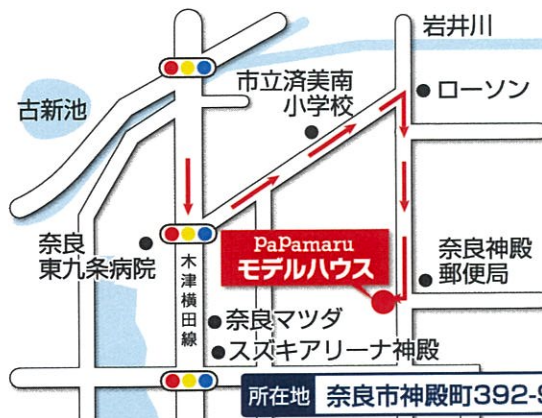 岩井川
市立済美南
小学校
ローソン
古新池
奈良
東九条病院
木津横田線
PaPamaru
モデルハウス
奈良神殿
郵便局
奈良マツダ
スズキアリーナ神殿
所在地 奈良市神殿町392-9